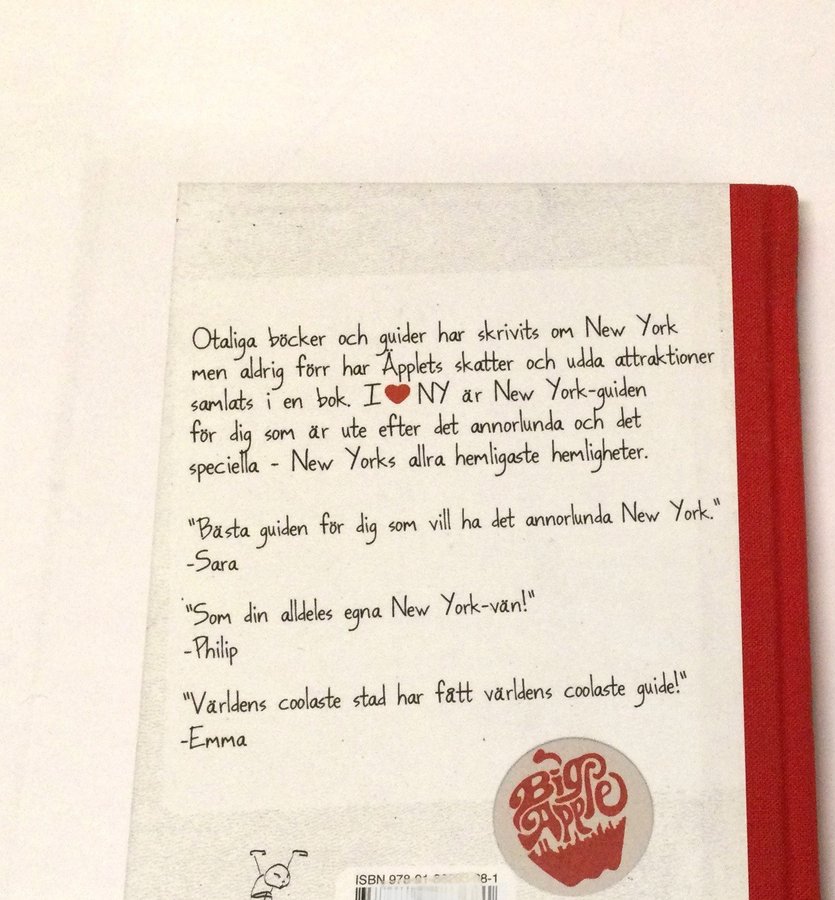 Otaliga böcker och guider har skrivits om New York
men aldrig förr har Äpplets skatter och udda attraktioner
samlats i en bok. I ❤ NY är New York-guiden
för dig som är ute efter det annorlunda och det
speciella - New Yorks allra hemligaste hemligheter.
"Bästa guiden för dig som vill ha det annorlunda New York."
-Sara
"Som din alldeles egna New York-vän!"
-Philip
"Världens coolaste stad har fått världens coolaste guide!"
-Emma
Big
Apple
ISBN 978-91-